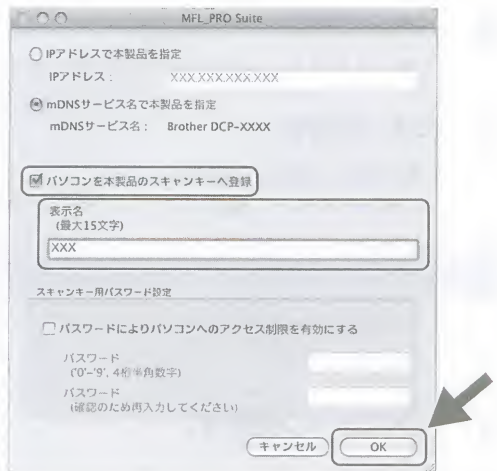 MFL_PRO Suite
IPアドレスで本製品を指定
IPアドレス： XXX.XXX.XXX.XXX
mDNSサービス名で本製品を指定
mDNSサービス名： Brother DCP-XXXX
パソコンを本製品のスキャンキーへ登録
表示名
(最大15文字)
XXX
スキャンキー用パスワード設定
パスワードによりパソコンへのアクセス制限を有効にする
パスワード
('0'-'9', 4桁半角数字)
パスワード
(確認のため再入力してください)
キャンセル OK